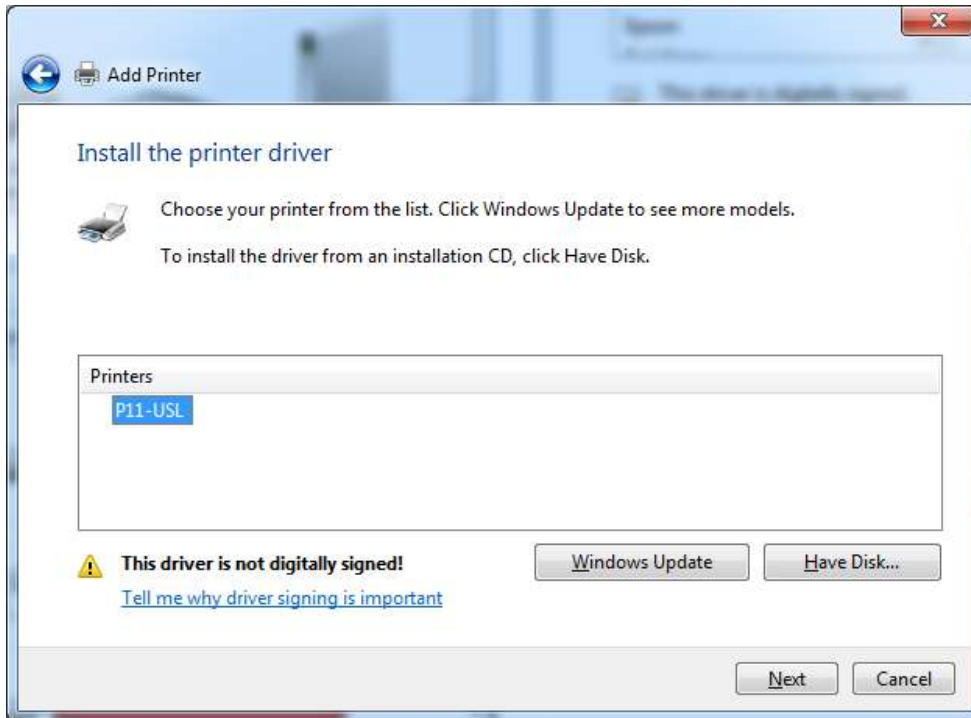 Add Printer
Install the printer driver
Choose your printer from the list. Click Windows Update to see more models.
To install the driver from an installation CD, click Have Disk.
Printers
P11-USL
This driver is not digitally signed!
Windows Update
Have Disk...
Tell me why driver signing is important
Next
Cancel